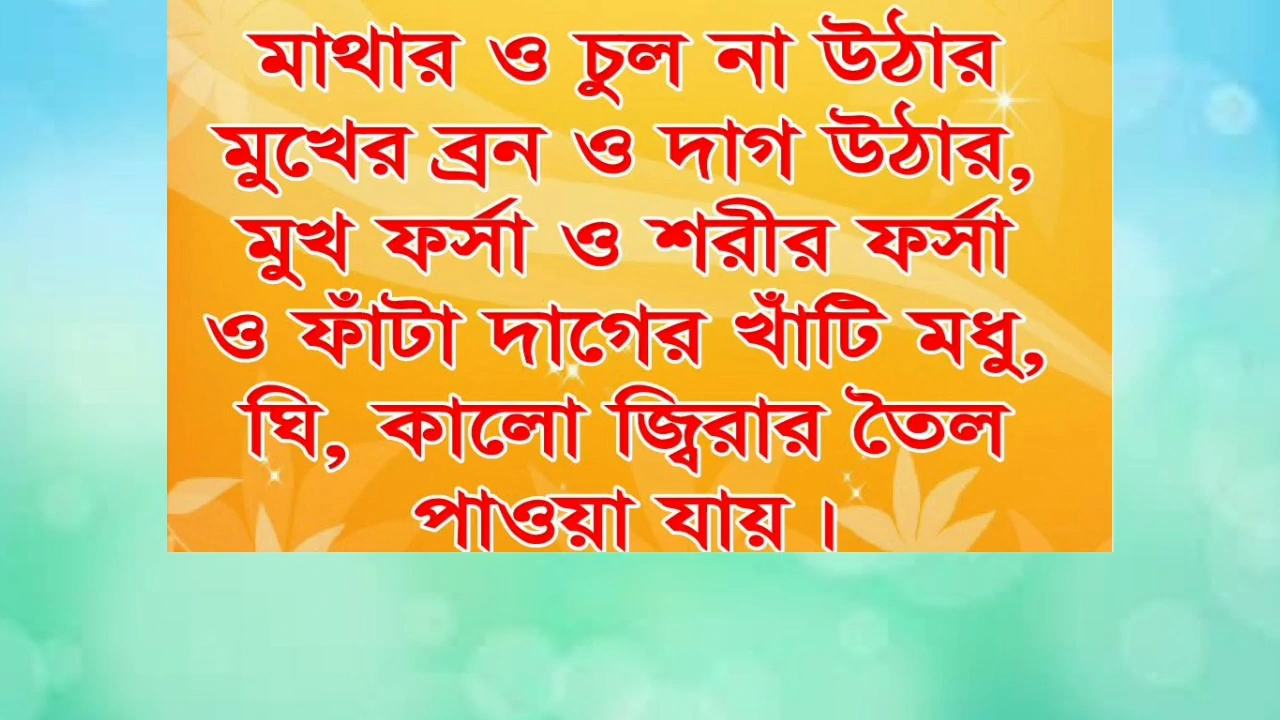 মাথার ও চুল না উঠার
মুখের ব্রন ও দাগ উঠার,
মুখ ফর্সা ও শরীর ফর্সা
ও ফাঁটা দাগের খাঁটি মধু,
ঘি, কালো জ্বিরার তৈল
পাওয়া যায় ।